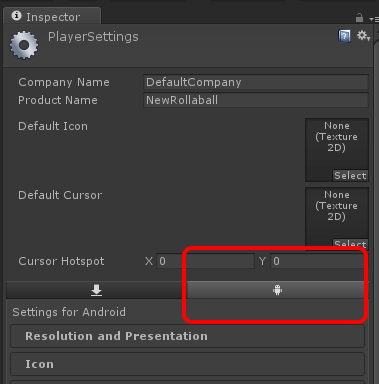 Inspector
PlayerSettings
Company Name DefaultCompany
Product Name NewRollaball
Default Icon
None
(Texture
2D)
Select
Default Cursor
None
(Texture
2D)
Select
Cursor Hotspot X 0 Y 0
Settings for Android
Resolution and Presentation
Icon